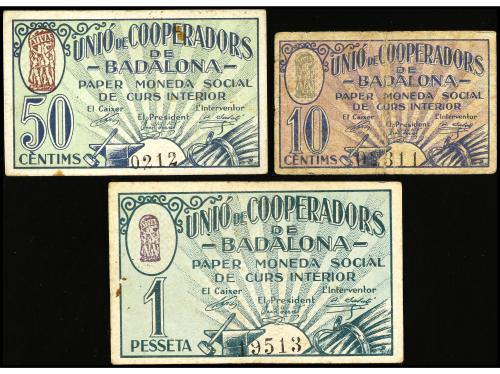 UNIÓ DE COOPERADORS
DE
- BADALONA -
PAPER MONEDA SOCIAL
DE CURS INTERIOR
El Caixer El President L'Interventor
50
CÈNTIMS
0212
UNIÓ DE COOPERADORS
DE
- BADALONA -
PAPER MONEDA SOCIAL
DE CURS INTERIOR
El Caixer El President L'Interventor
10
CÈNTIMS
UNIÓ DE COOPERADORS
DE
- BADALONA -
PAPER MONEDA SOCIAL
DE CURS INTERIOR
El Caixer El President L'Interventor
1
PESSETA
19513